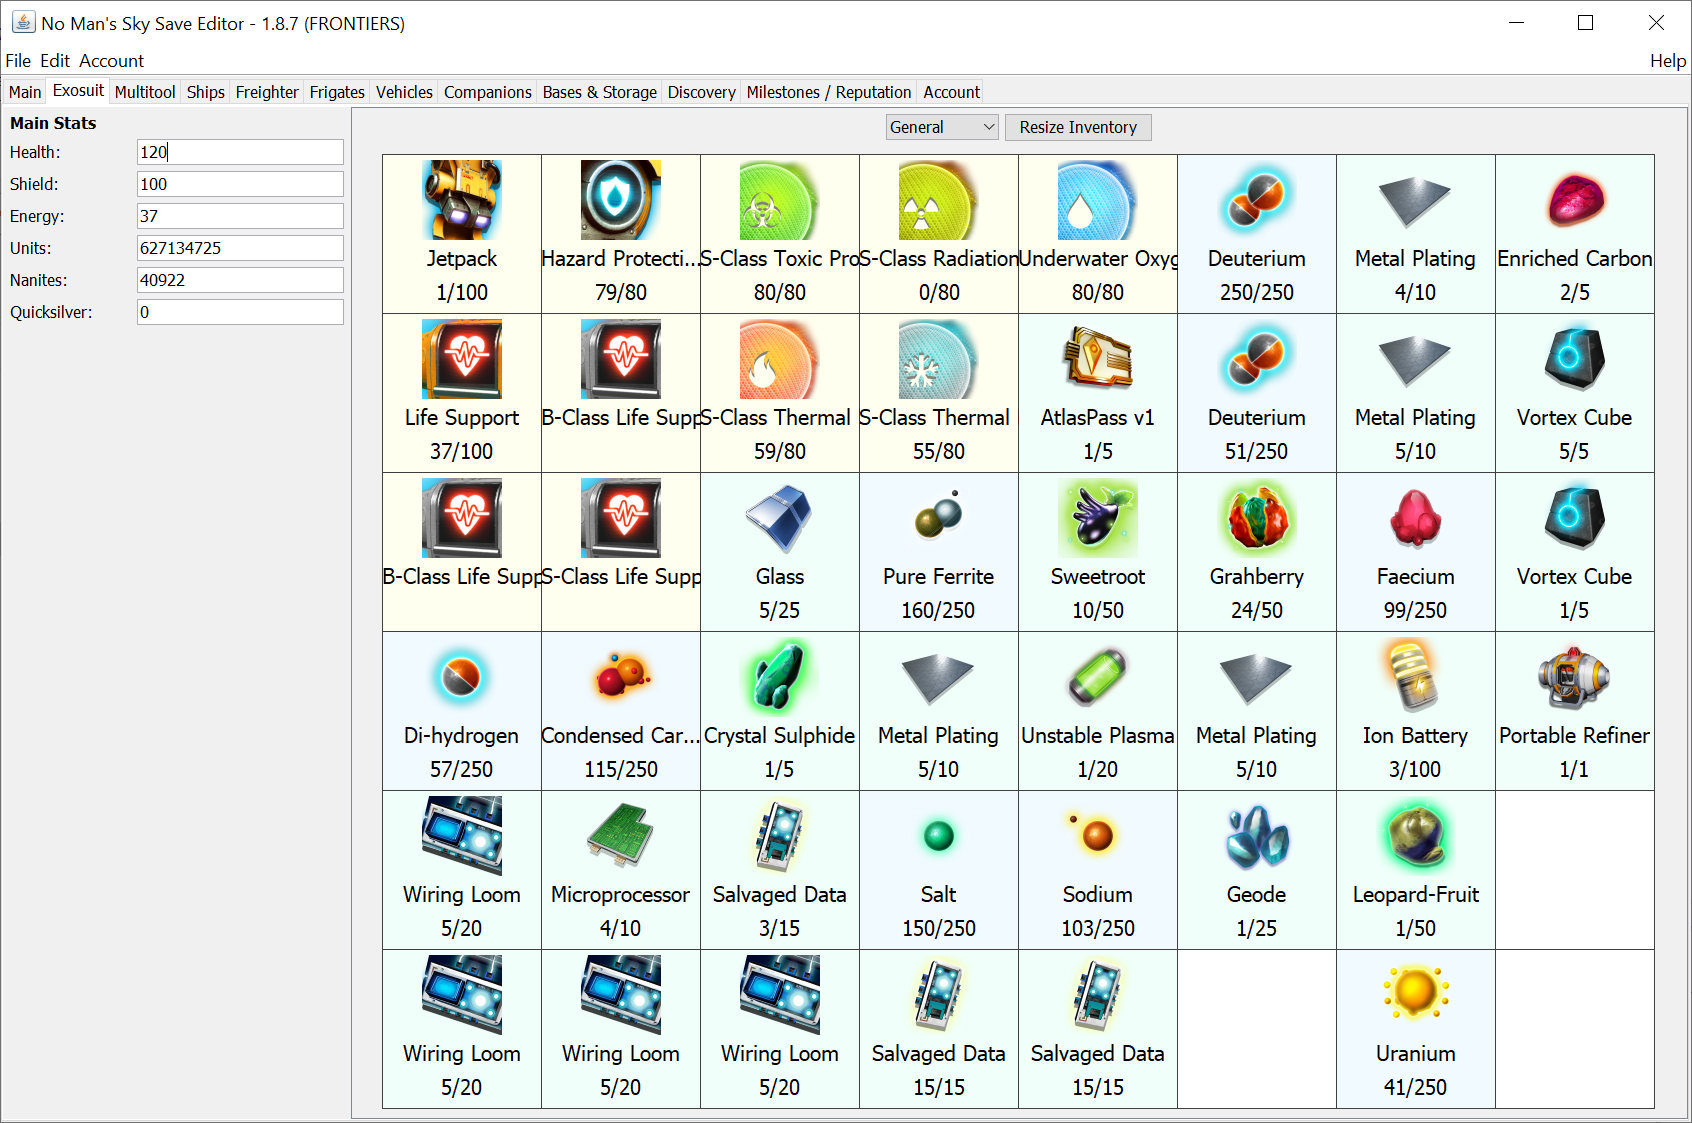 No Man's Sky Save Editor - 1.8.7 (FRONTIERS)
File Edit Account Help
Main Exosuit Multitool Ships Freighter Frigates Vehicles Companions Bases & Storage Discovery Milestones / Reputation Account
Main Stats
Health: 120
Shield: 100
Energy: 37
Units: 627134725
Nanites: 40922
Quicksilver: 0
General Resize Inventory
Jetpack Hazard Protecti... S-Class Toxic Pro S-Class Radiation Underwater Oxyg Deuterium Metal Plating Enriched Carbon
1/100 79/80 80/80 0/80 80/80 250/250 4/10 2/5
Life Support B-Class Life Supp S-Class Thermal S-Class Thermal AtlasPass v1 Deuterium Metal Plating Vortex Cube
37/100 59/80 55/80 1/5 51/250 5/10 5/5
B-Class Life Supp S-Class Life Supp Glass Pure Ferrite Sweetroot Grahberry Faecium Vortex Cube
5/25 160/250 10/50 24/50 99/250 1/5
Di-hydrogen Condensed Car... Crystal Sulphide Metal Plating Unstable Plasma Metal Plating Ion Battery Portable Refiner
57/250 115/250 1/5 5/10 1/20 5/10 3/100 1/1
Wiring Loom Microprocessor Salvaged Data Salt Sodium Geode Leopard-Fruit
5/20 4/10 3/15 150/250 103/250 1/25 1/50
Wiring Loom Wiring Loom Wiring Loom Salvaged Data Salvaged Data Uranium
5/20 5/20 5/20 15/15 15/15 41/250